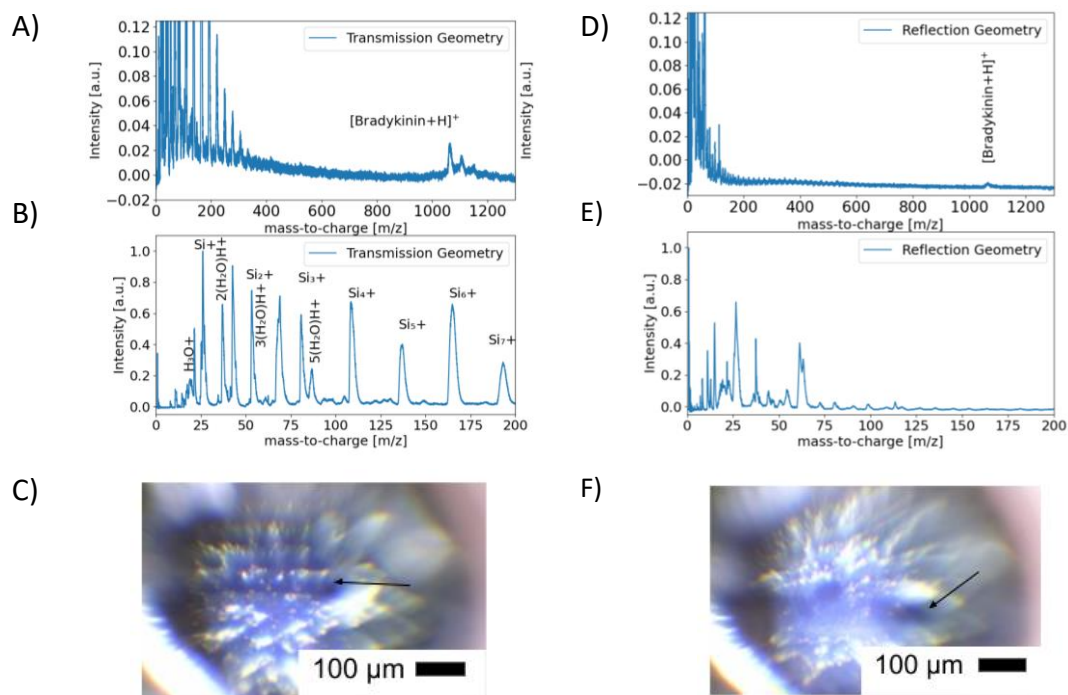 A)
0.12
0.10
0.08
0.06
0.04
0.02
0.00
−0.02
Intensity [a.u.]
Transmission Geometry
[Bradykinin+H]⁺
0 200 400 600 800 1000 1200
mass-to-charge [m/z]
Intensity [a.u.]
B)
1.0
0.8
0.6
0.4
0.2
0.0
Intensity [a.u.]
Transmission Geometry
H₃O+
Si+
2(H₂O)H+
Si₂+
3(H₂O)H+
Si₃+
5(H₂O)H+
Si₄+
Si₅+
Si₆+
Si₇+
0 25 50 75 100 125 150 175 200
mass-to-charge [m/z]
C)
100 µm
D)
0.12
0.10
0.08
0.06
0.04
0.02
0.00
−0.02
Reflection Geometry
[Bradykinin+H]⁺
0 200 400 600 800 1000 1200
mass-to-charge [m/z]
E)
1.0
0.8
0.6
0.4
0.2
0.0
Intensity [a.u.]
Reflection Geometry
0 25 50 75 100 125 150 175 200
mass-to-charge [m/z]
F)
100 µm